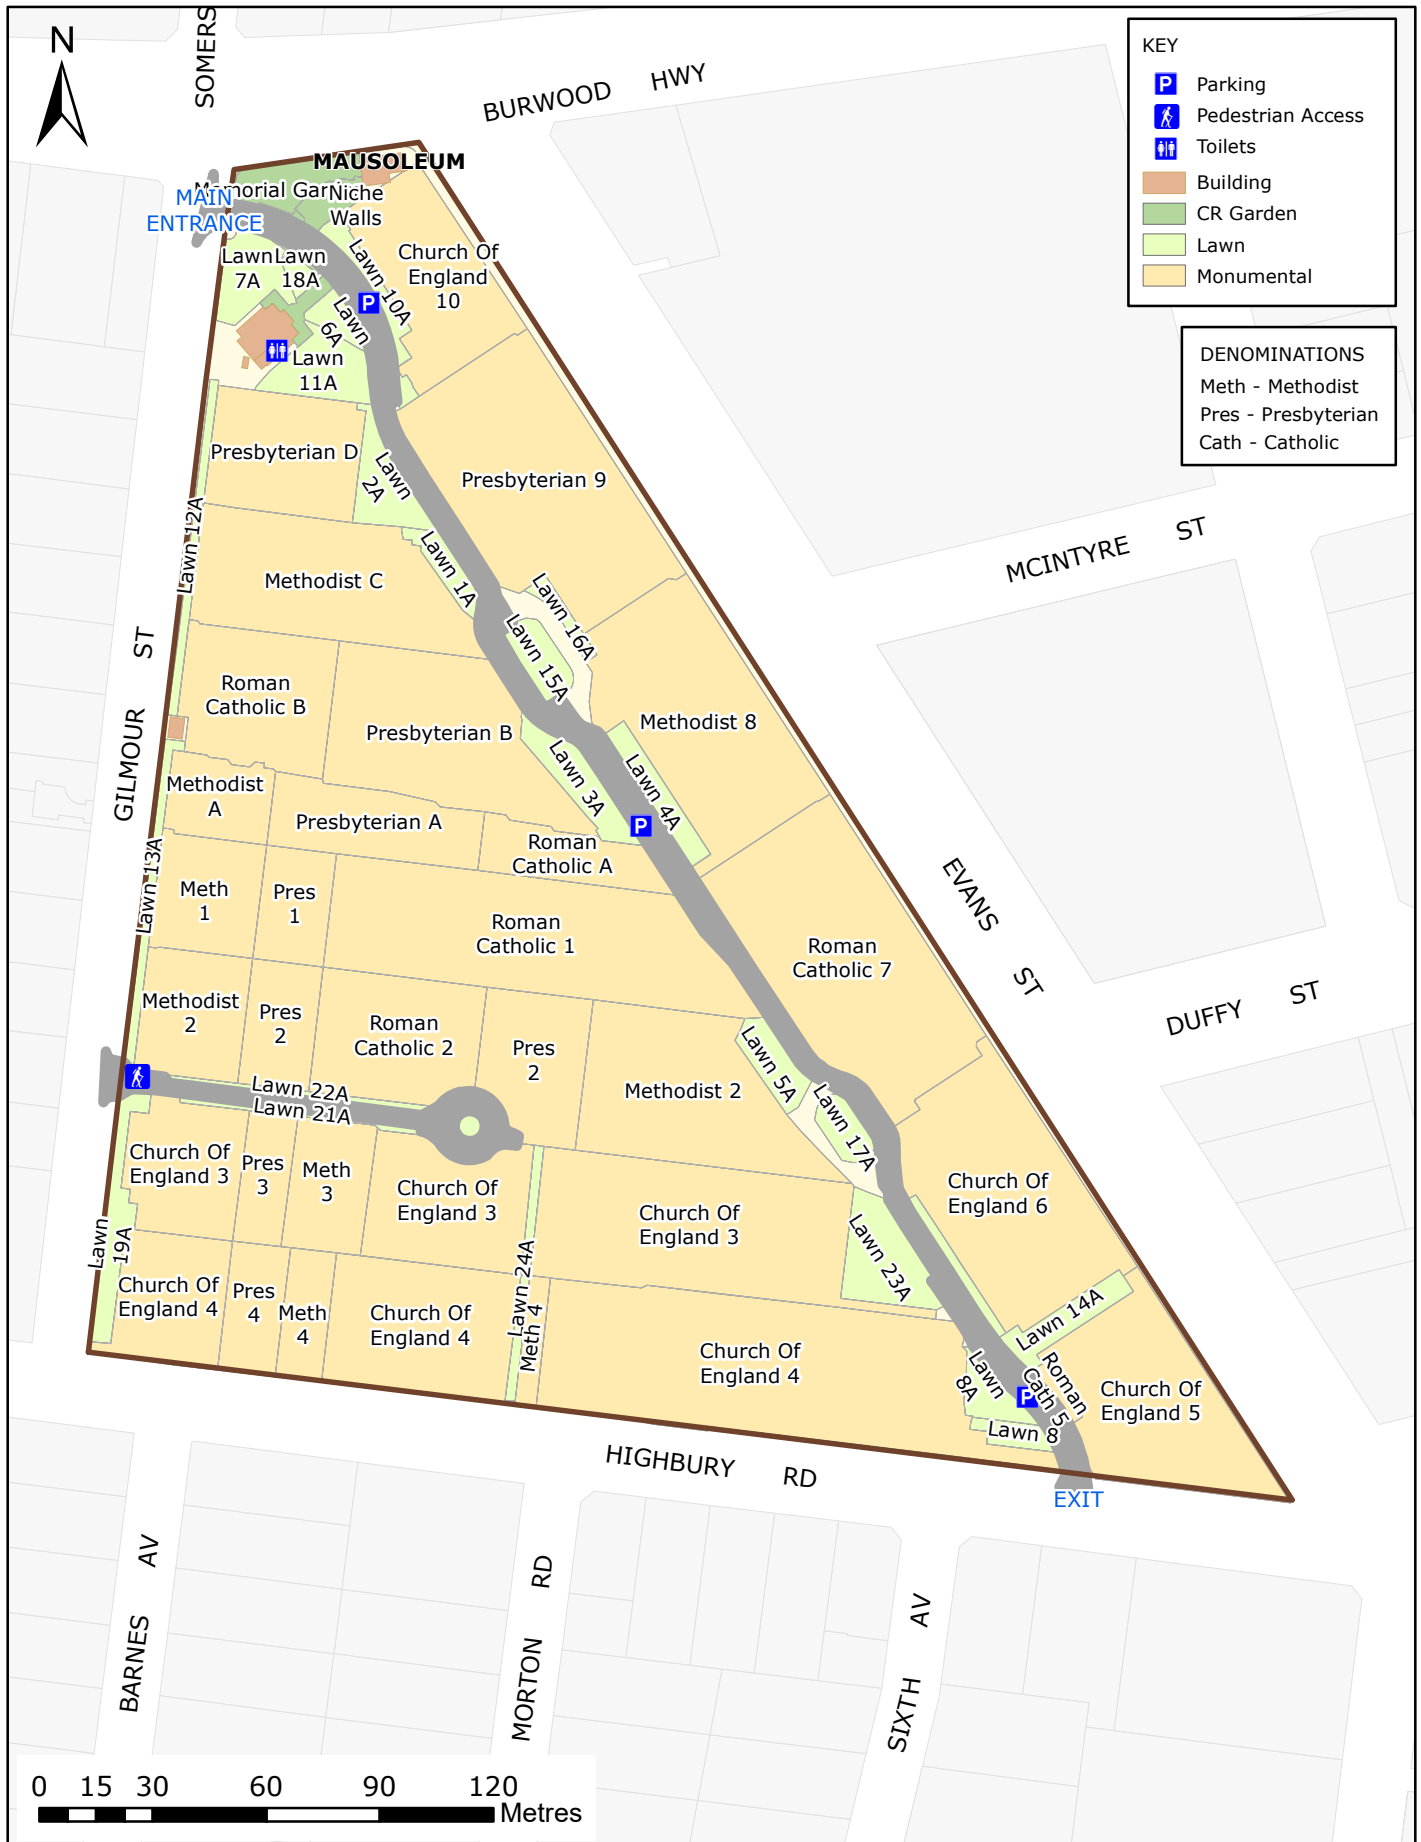 N
SOMERS
BURWOOD HWY
KEY
Parking
Pedestrian Access
Toilets
Building
CR Garden
Lawn
Monumental
DENOMINATIONS
Meth - Methodist
Pres - Presbyterian
Cath - Catholic
MAUSOLEUM
Niche
Walls
MAIN
ENTRANCE
Lawn
7A
Lawn
18A
Lawn 10A
Church Of
England
10
P
Lawn
6A
Lawn
11A
Presbyterian D
Lawn
2A
Presbyterian 9
Lawn 12A
MCINTYRE ST
Methodist C
Lawn 1A
Lawn 16A
Lawn 15A
GILMOUR ST
Roman
Catholic B
Presbyterian B
Methodist 8
Lawn 3A
Lawn 4A
Methodist
A
Presbyterian A
P
Roman
Catholic A
Lawn 13A
Meth
1
Pres
1
Roman
Catholic 1
EVANS ST
Roman
Catholic 7
Methodist
2
Pres
2
Roman
Catholic 2
Pres
2
Methodist 2
DUFFY ST
Lawn 5A
Lawn 22A
Lawn 21A
Lawn 17A
Church Of
England 3
Pres
3
Meth
3
Church Of
England 3
Church Of
England 3
Church Of
England 6
Lawn
19A
Lawn 24A
Lawn 23A
Church Of
England 4
Pres
4
Meth
4
Church Of
England 4
Meth 4
Church Of
England 4
Lawn 14A
Lawn
8A
Roman
Cath 5
P
Church Of
England 5
Lawn 8
HIGHBURY RD
EXIT
BARNES AV
MORTON RD
SIXTH AV
0 15 30 60 90 120
Metres